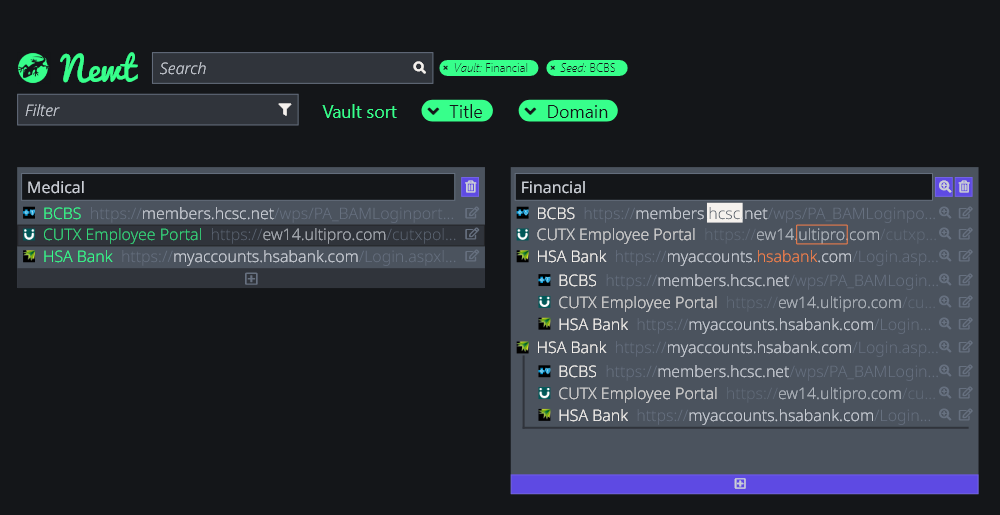 Newt Search × Vault: Financial × Seed: BCBS
Filter Vault sort Title Domain
Medical
BCBS https://members.hcsc.net/wps/PA_BAMLoginport...
CUTX Employee Portal https://ew14.ultipro.com/cutxpol...
HSA Bank https://myaccounts.hsabank.com/Login.aspxl...
Financial
BCBS https://members.hcsc.net/wps/PA_BAMLoginpo...
CUTX Employee Portal https://ew14.ultipro.com/cutxp...
HSA Bank https://myaccounts.hsabank.com/Login.asp...
BCBS https://members.hcsc.net/wps/PA_BAMLogin...
CUTX Employee Portal https://ew14.ultipro.com/cu...
HSA Bank https://myaccounts.hsabank.com/Login....
HSA Bank https://myaccounts.hsabank.com/Login.asp...
BCBS https://members.hcsc.net/wps/PA_BAMLogin...
CUTX Employee Portal https://ew14.ultipro.com/cu...
HSA Bank https://myaccounts.hsabank.com/Login....